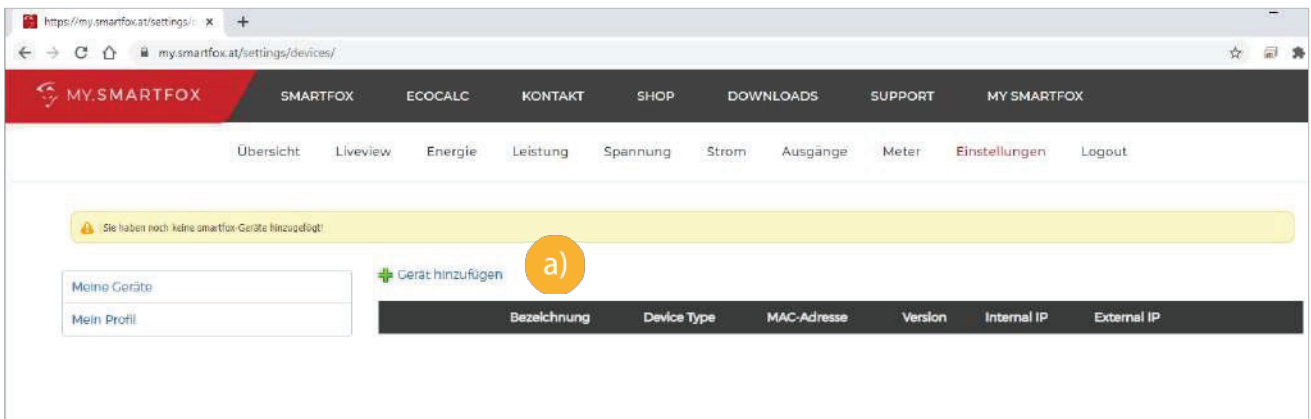 https://my.smartfox.at/settings/
my.smartfox.at/settings/devices/
MY.SMARTFOX SMARTFOX ECOCALC KONTAKT SHOP DOWNLOADS SUPPORT MY SMARTFOX
Übersicht Liveview Energie Leistung Spannung Strom Ausgänge Meter Einstellungen Logout
Sie haben noch keine smartfox-Geräte hinzugefügt!
Gerät hinzufügen a)
Meine Geräte
Mein Profil
Bezeichnung Device Type MAC-Adresse Version Internal IP External IP